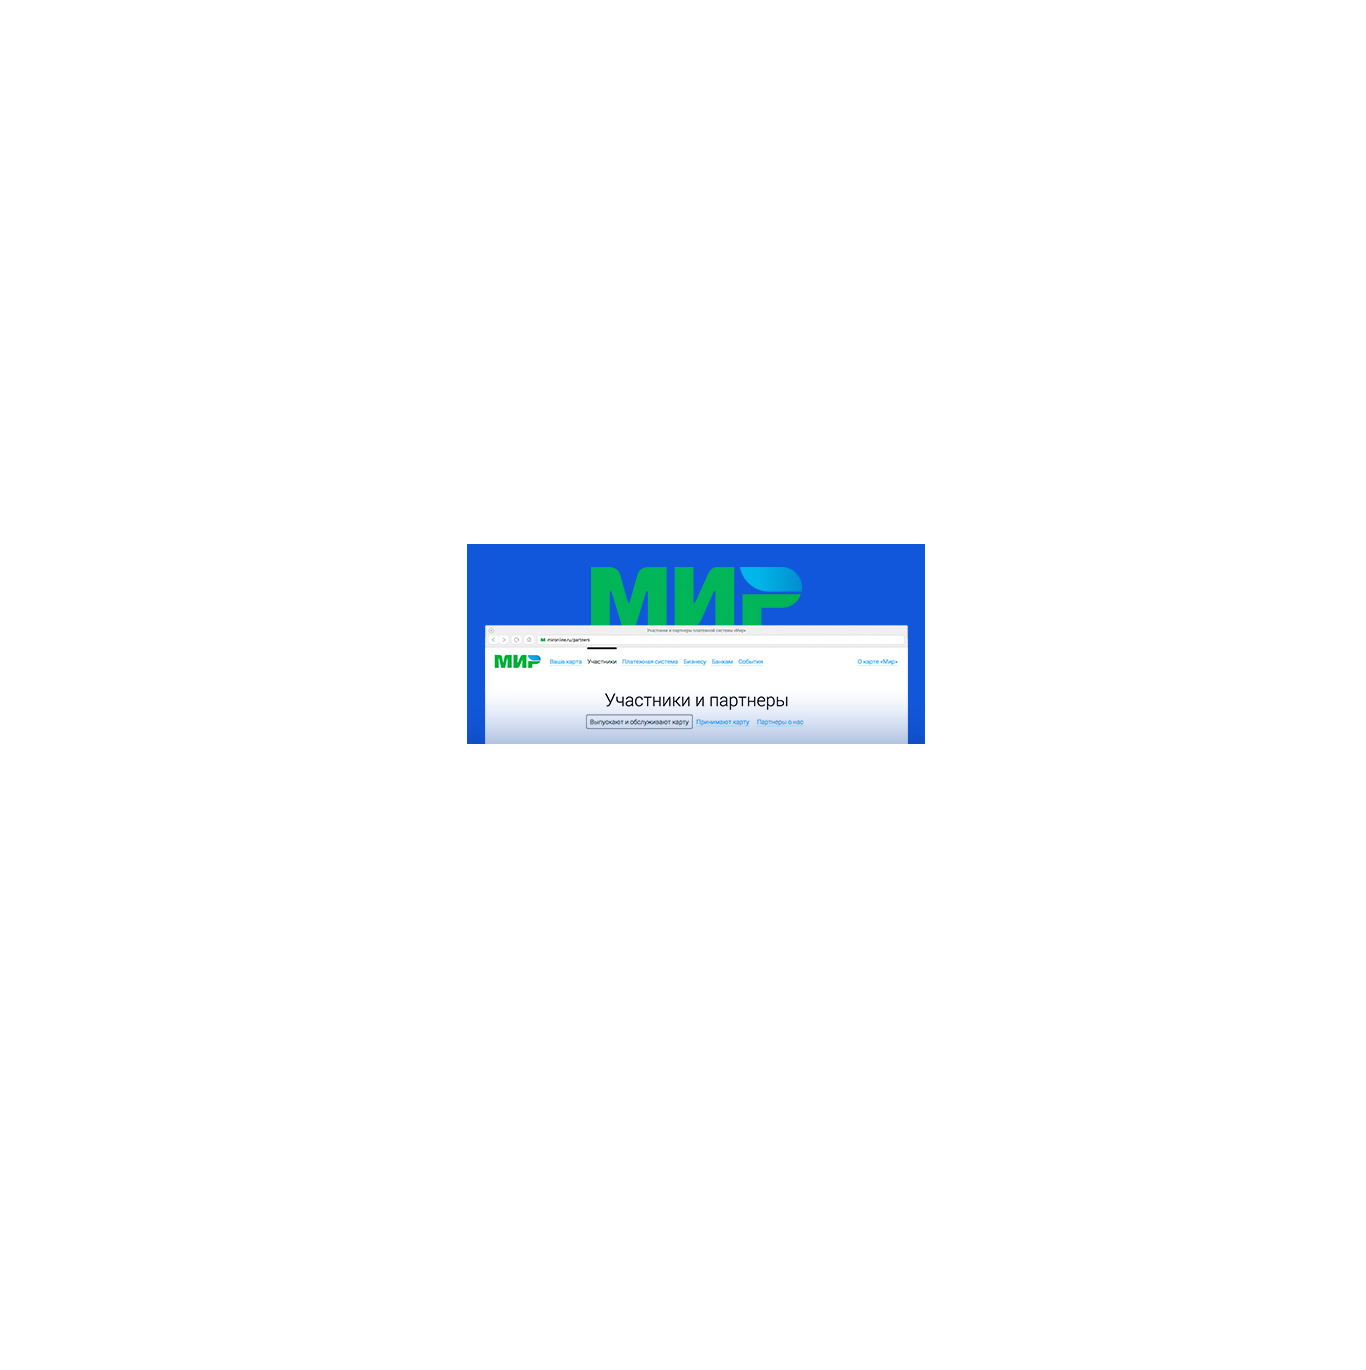 МИР
Участники и партнеры платежной системы «Мир»
mironline.ru/partners
МИР Ваша карта Участники Платежная система Бизнесу Банкам События О карте «Мир»
Участники и партнеры
Выпускают и обслуживают карту Принимают карту Партнеры о нас